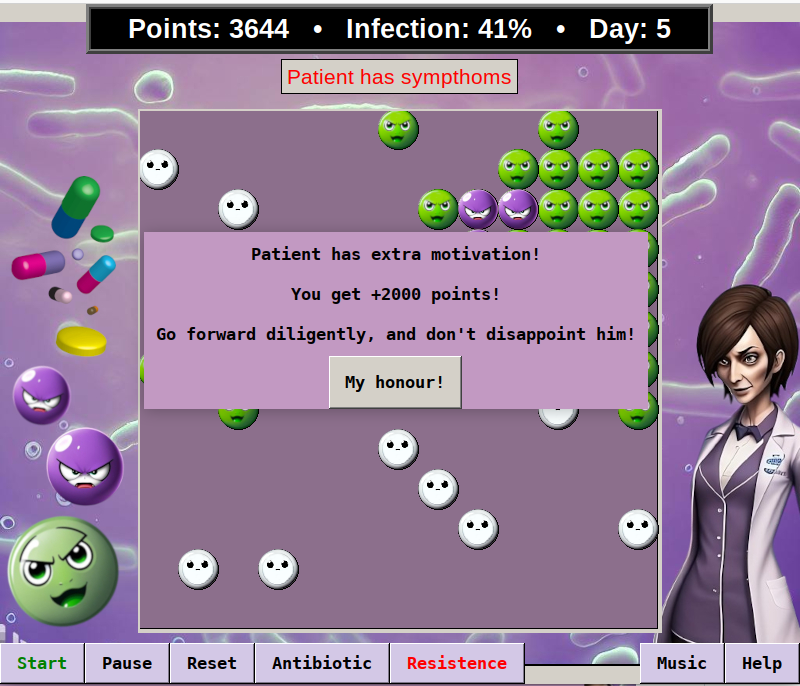 Points: 3644 • Infection: 41% • Day: 5
Patient has sympthoms
Patient has extra motivation!
You get +2000 points!
Go forward diligently, and don't disappoint him!
My honour!
Start Pause Reset Antibiotic Resistence Music Help